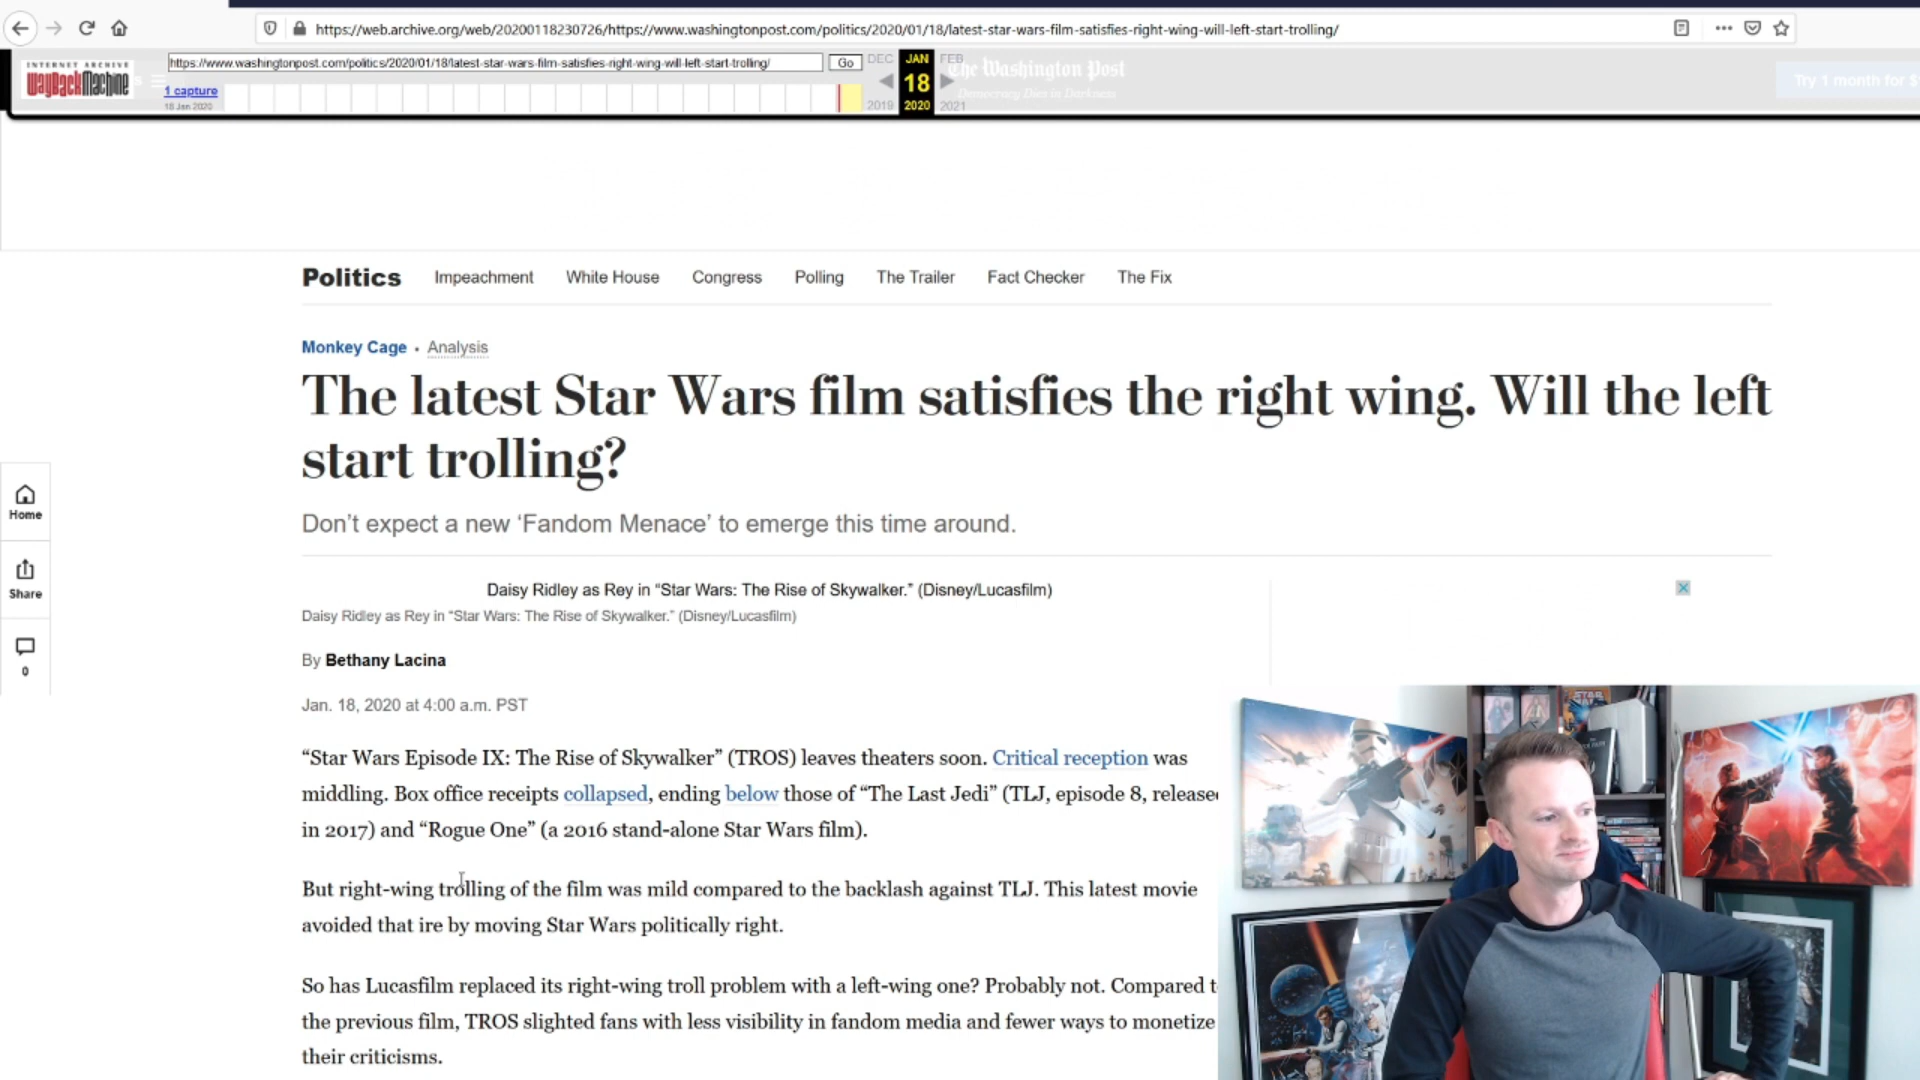 https://web.archive.org/web/20200118230726/https://www.washingtonpost.com/politics/2020/01/18/latest-star-wars-film-satisfies-right-wing-will-left-start-trolling/
INTERNET ARCHIVE
WayBackMachine
https://www.washingtonpost.com/politics/2020/01/18/latest-star-wars-film-satisfies-right-wing-will-left-start-trolling/
Go
DEC
JAN
FEB
1 capture
18 Jan 2020
18
2019
2020
2021
The Washington Post
Democracy Dies in Darkness
Try 1 month for $
Politics
Impeachment
White House
Congress
Polling
The Trailer
Fact Checker
The Fix
Monkey Cage • Analysis
The latest Star Wars film satisfies the right wing. Will the left
start trolling?
Don’t expect a new ‘Fandom Menace’ to emerge this time around.
Home
Share
0
Daisy Ridley as Rey in “Star Wars: The Rise of Skywalker.” (Disney/Lucasfilm)
Daisy Ridley as Rey in “Star Wars: The Rise of Skywalker.” (Disney/Lucasfilm)
By Bethany Lacina
Jan. 18, 2020 at 4:00 a.m. PST
“Star Wars Episode IX: The Rise of Skywalker” (TROS) leaves theaters soon. Critical reception was
middling. Box office receipts collapsed, ending below those of “The Last Jedi” (TLJ, episode 8, release
in 2017) and “Rogue One” (a 2016 stand-alone Star Wars film).
But right-wing trolling of the film was mild compared to the backlash against TLJ. This latest movie
avoided that ire by moving Star Wars politically right.
So has Lucasfilm replaced its right-wing troll problem with a left-wing one? Probably not. Compared t
the previous film, TROS slighted fans with less visibility in fandom media and fewer ways to monetize
their criticisms.
STAR WARS